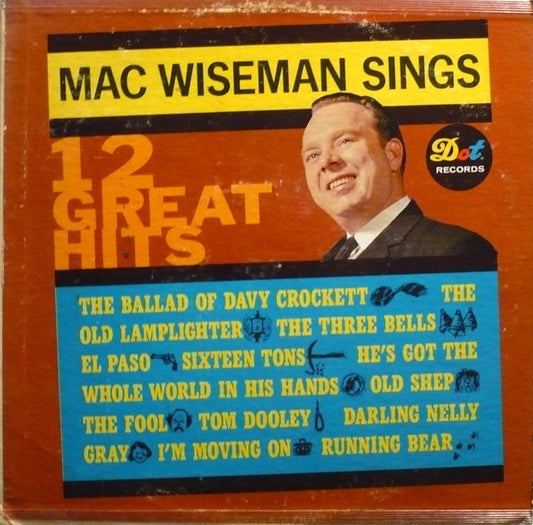 MAC WISEMAN SINGS
12
GREAT
HITS
Dot
RECORDS
THE BALLAD OF DAVY CROCKETT THE
OLD LAMPLIGHTER THE THREE BELLS
EL PASO SIXTEEN TONS HE'S GOT THE
WHOLE WORLD IN HIS HANDS OLD SHEP
THE FOOL TOM DOOLEY DARLING NELLY
GRAY I'M MOVING ON RUNNING BEAR